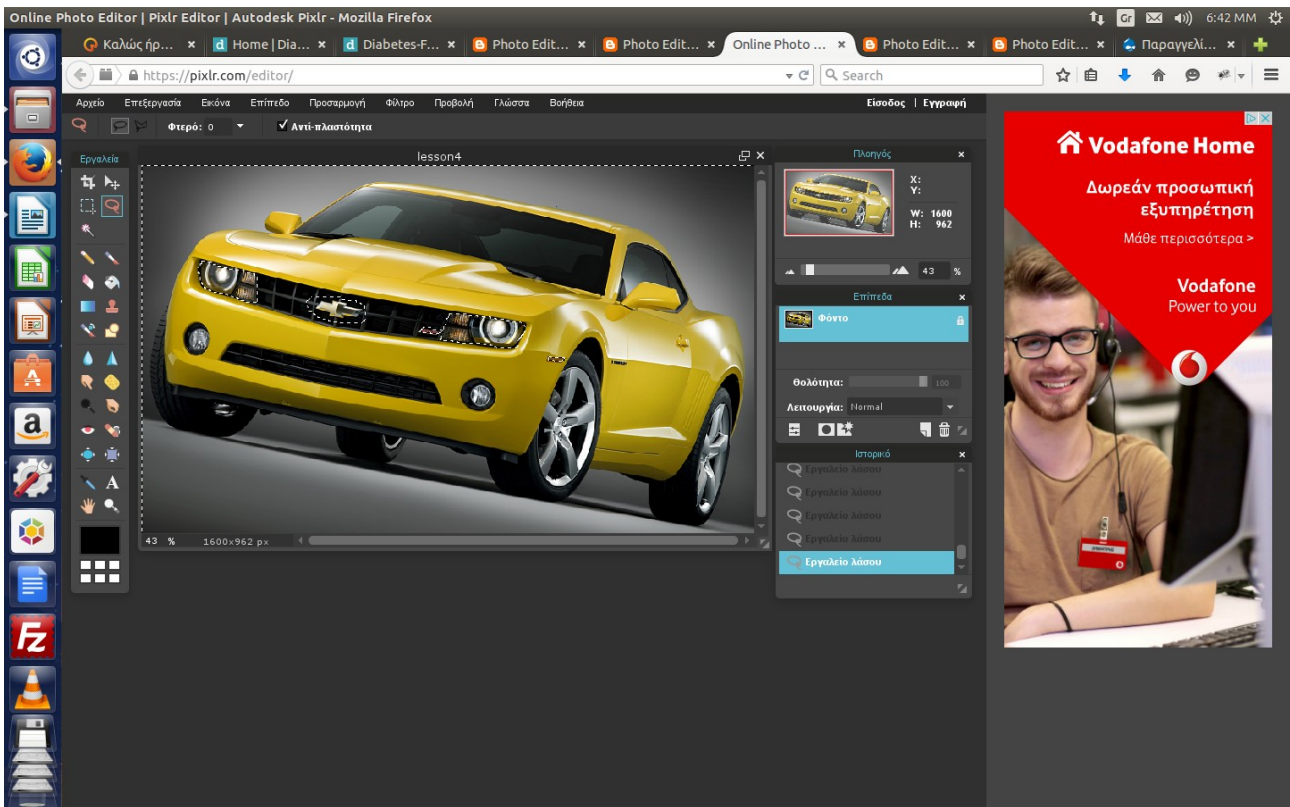 Online Photo Editor | Pixlr Editor | Autodesk Pixlr - Mozilla Firefox
Gr
6:42 MM
Καλώς ήρ...
Home | Dia...
Diabetes-F...
Photo Edit...
Photo Edit...
Online Photo ...
Photo Edit...
Photo Edit...
Παραγγελί...
https://pixlr.com/editor/
Search
Αρχείο Επεξεργασία Εικόνα Επίπεδο Προσαρμογή Φίλτρο Προβολή Γλώσσα Βοήθεια
Είσοδος | Εγγραφή
Φτερό: 0
Αντί-πλαστότητα
Εργαλεία
A
lesson4
43 %
1600x962 px
Πλοηγός
X:
Y:
W: 1600
H: 962
43 %
Επίπεδα
Φόντο
Θολότητα: 100
Λειτουργία: Normal
Ιστορικό
Εργαλείο λάσου
Εργαλείο λάσου
Εργαλείο λάσου
Εργαλείο λάσου
Εργαλείο λάσου
Vodafone Home
Δωρεάν προσωπική
εξυπηρέτηση
Μάθε περισσότερα >
Vodafone
Power to you
A
a
Fz